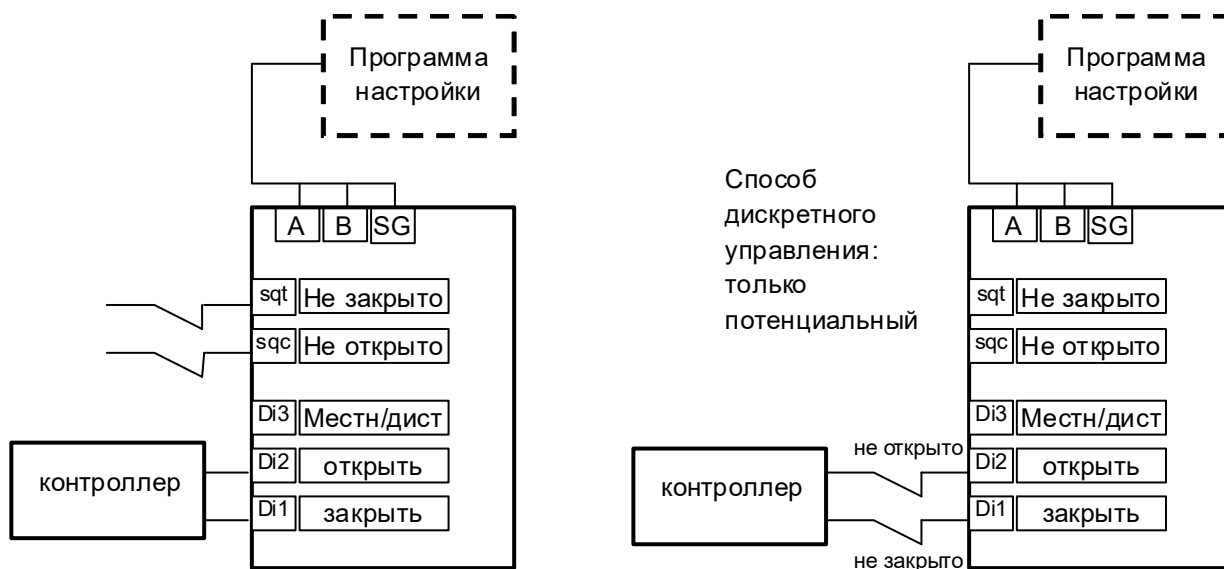 Программа
настройки
A B SG
sqt Не закрыто
sqc Не открыто
Di3 Местн/дист
Di2 открыть
Di1 закрыть
контроллер
Способ
дискретного
управления:
только
потенциальный
Программа
настройки
A B SG
sqt Не закрыто
sqc Не открыто
Di3 Местн/дист
не открыто
Di2 открыть
Di1 закрыть
не закрыто
контроллер